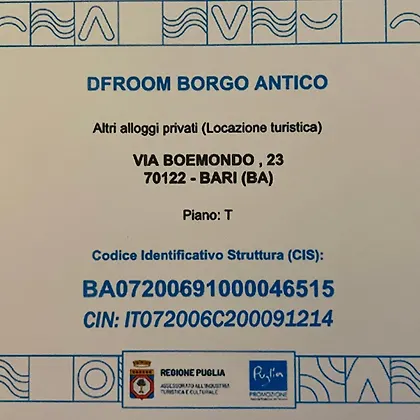 DFROOM BORGO ANTICO
Altri alloggi privati (Locazione turistica)
VIA BOEMONDO , 23
70122 - BARI (BA)
Piano: T
Codice Identificativo Struttura (CIS):
BA07200691000046515
CIN: IT072006C200091214
REGIONE PUGLIA
ASSESSORATO ALL'INDUSTRIA
TURISTICA E CULTURALE
Puglia
PROMOZIONE